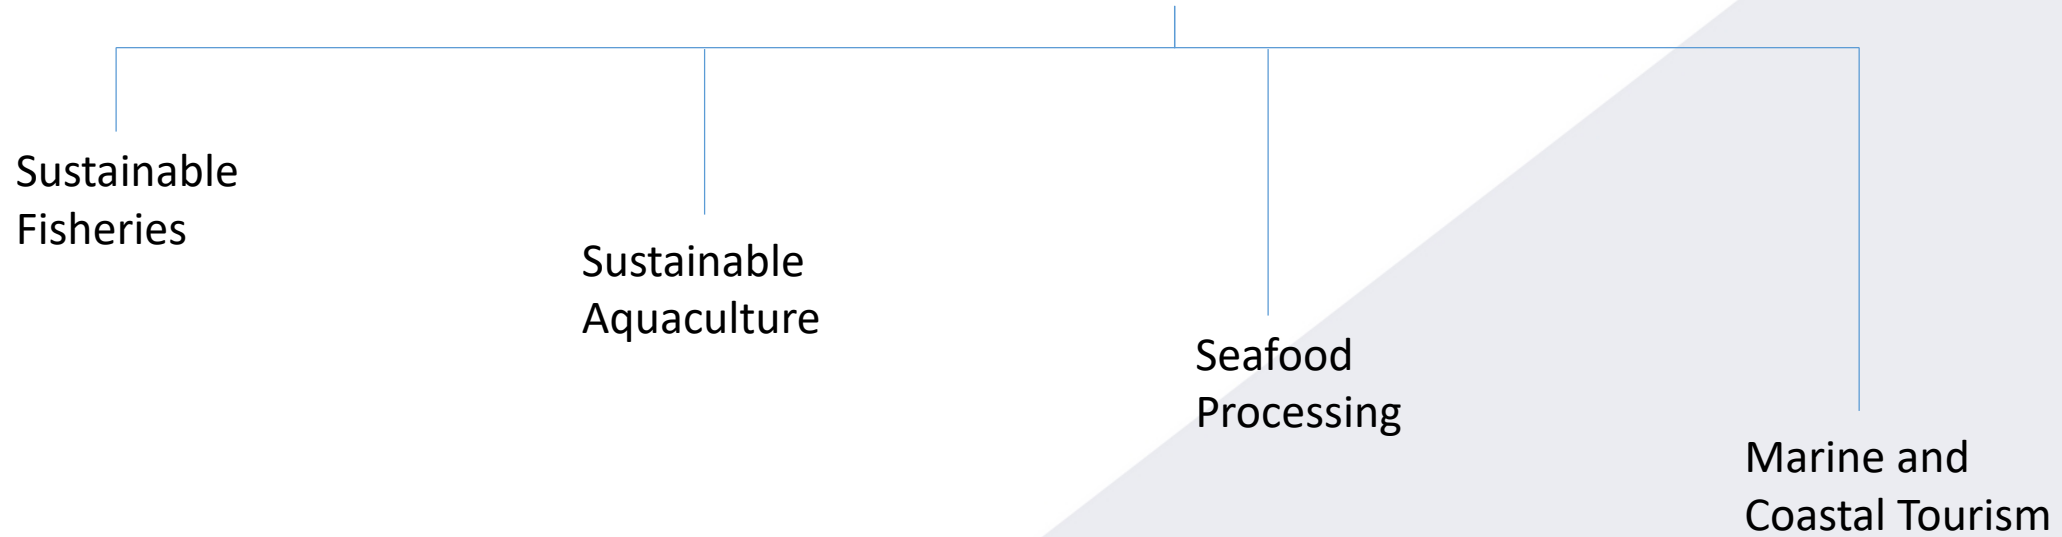 Sustainable
Fisheries
Sustainable
Aquaculture
Seafood
Processing
Marine and
Coastal Tourism